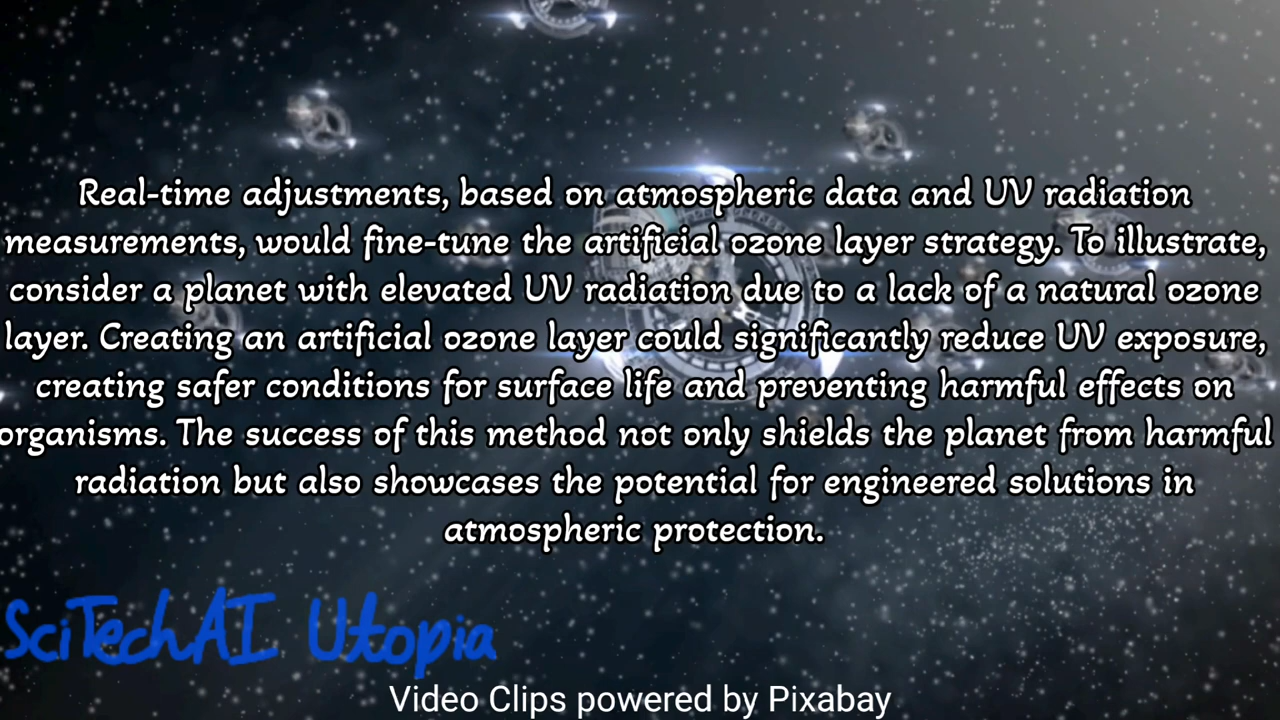 Real-time adjustments, based on atmospheric data and UV radiation
measurements, would fine-tune the artificial ozone layer strategy. To illustrate,
consider a planet with elevated UV radiation due to a lack of a natural ozone
layer. Creating an artificial ozone layer could significantly reduce UV exposure,
creating safer conditions for surface life and preventing harmful effects on
organisms. The success of this method not only shields the planet from harmful
radiation but also showcases the potential for engineered solutions in
atmospheric protection.
SciTechAI Utopia
Video Clips powered by Pixabay